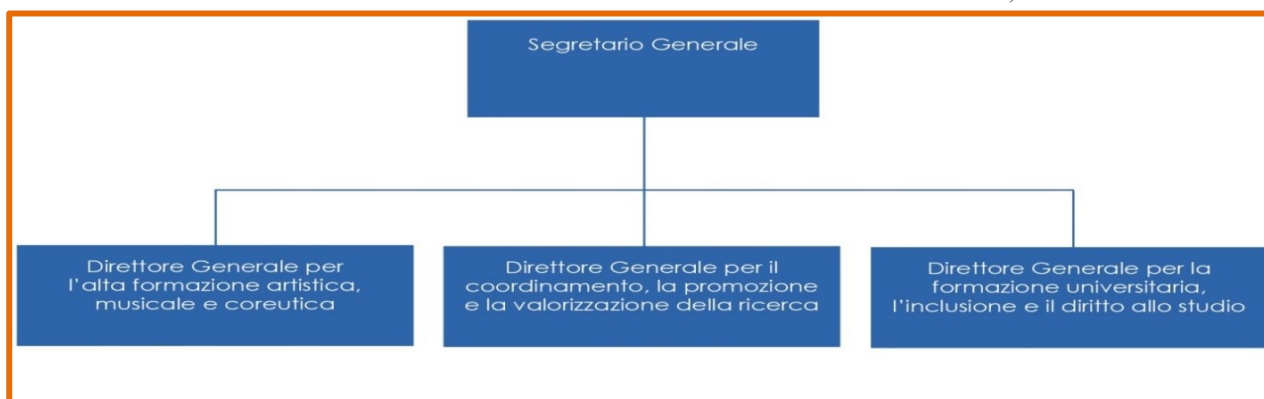 Segretario Generale
Direttore Generale per
l'alta formazione artistica,
musicale e coreutica
Direttore Generale per il
coordinamento, la promozione
e la valorizzazione della ricerca
Direttore Generale per la
formazione universitaria,
l'inclusione e il diritto allo studio